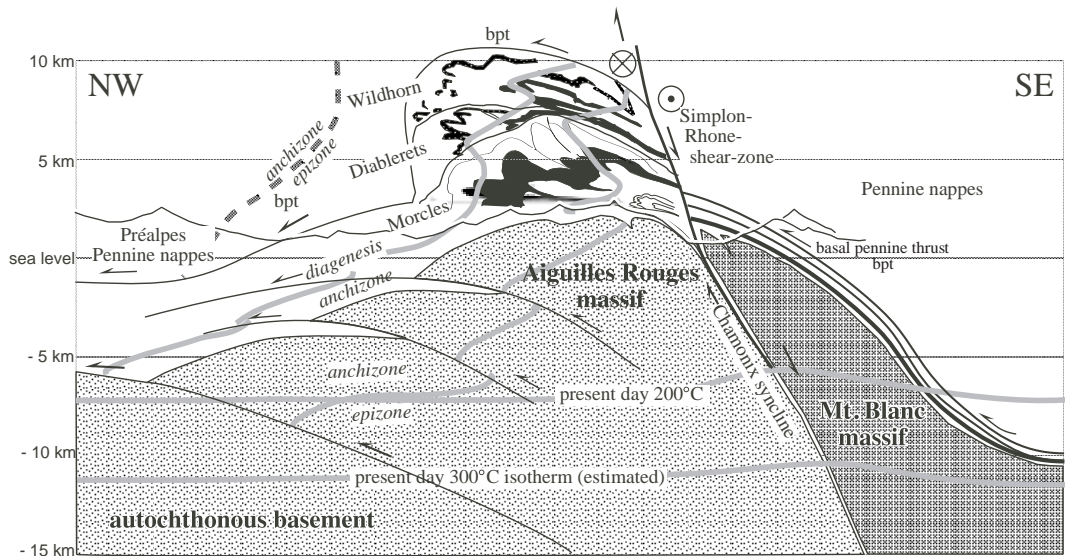 bpt
10 km
NW
SE
Wildhorn
Simplon-
Rhone-
shear-zone
anchizone
epizone
5 km
Diablerets
Pennine nappes
bpt
Morcles
Préalpes
Pennine nappes
basal pennine thrust
bpt
sea level
diagenesis
anchizone
Aiguilles Rouges
massif
Chamonix syncline
- 5 km
anchizone
epizone
present day 200°C
Mt. Blanc
massif
- 10 km
present day 300°C isotherm (estimated)
autochthonous basement
- 15 km